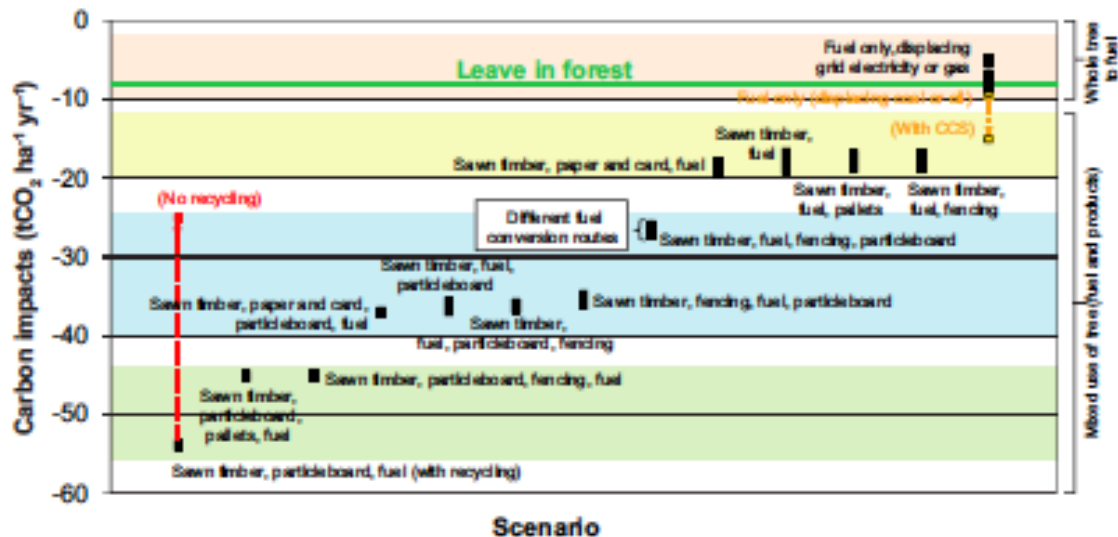 0
-10
-20
-30
-40
-50
-60
Carbon impacts (tCO₂ ha⁻¹ yr⁻¹)
Scenario
Fuel only, displacing
grid electricity or gas
Leave in forest
Fuel only (displacing coal or oil)
(With CCS)
Sawn timber,
fuel
Sawn timber, paper and card, fuel
Sawn timber,
fuel, pallets
Sawn timber,
fuel, fencing
(No recycling)
Different fuel
conversion routes
Sawn timber, fuel, fencing, particleboard
Sawn timber, fuel,
particleboard
Sawn timber, paper and card,
particleboard, fuel
Sawn timber, fencing, fuel, particleboard
Sawn timber,
fuel, particleboard, fencing
Sawn timber, particleboard, fencing, fuel
Sawn timber,
particleboard,
pallets, fuel
Sawn timber, particleboard, fuel (with recycling)
Whole tree
to fuel
Mixed use of tree (fuel and products)